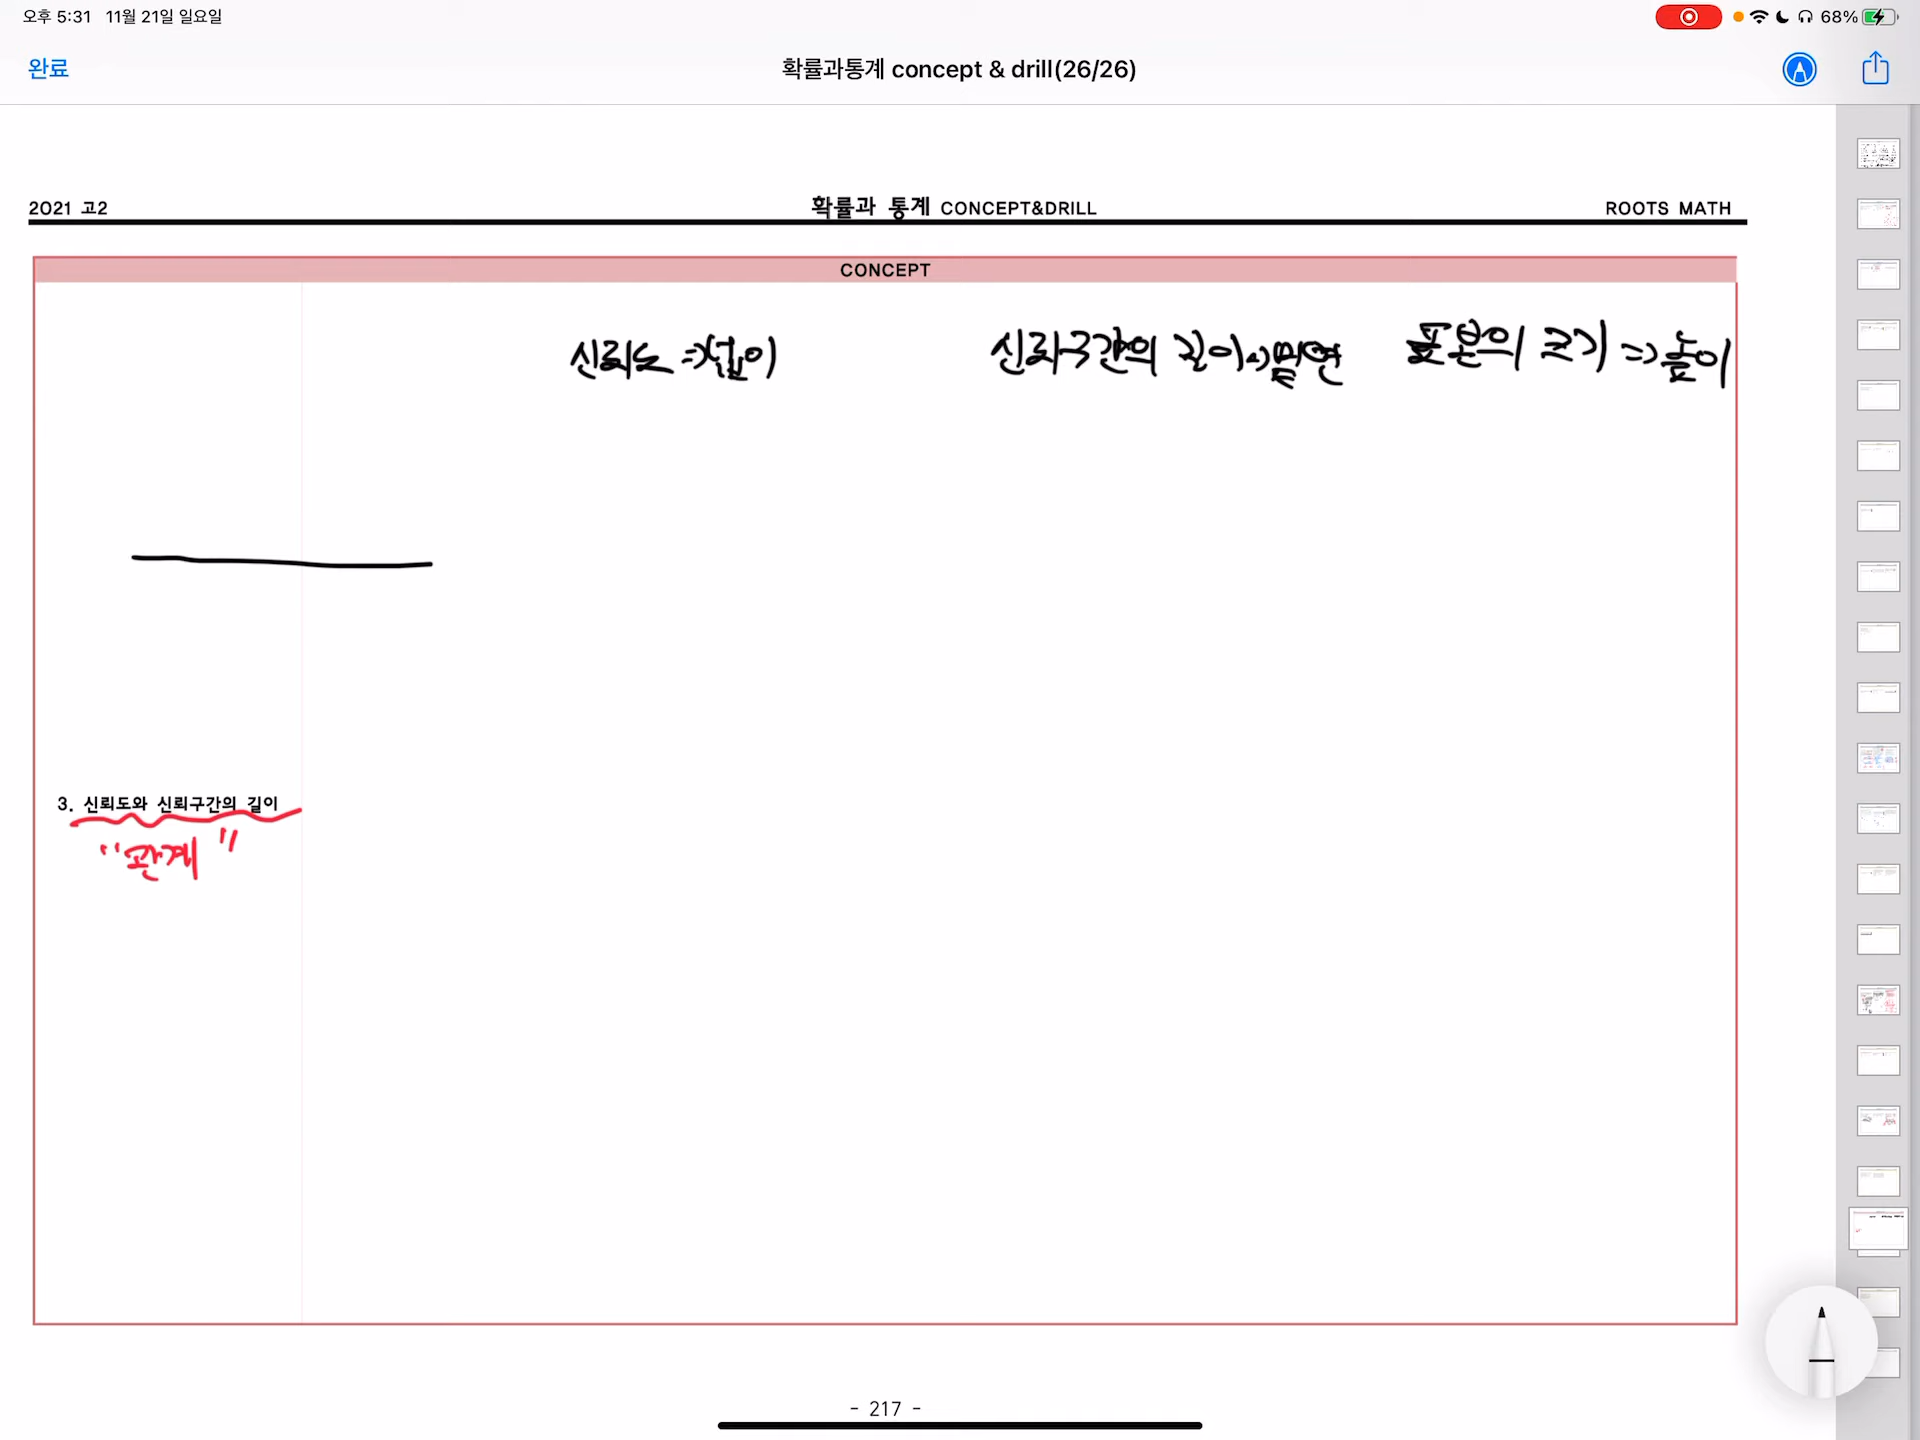 오후 5:31 11월 21일 일요일
68%
완료
확률과통계 concept & drill(26/26)
2021 고2
확률과 통계 CONCEPT&DRILL
ROOTS MATH
CONCEPT
신뢰도 ⇒ 넓이
신뢰구간의 길이 ⇒ 밑변
표본의 크기 ⇒ 높이
3. 신뢰도와 신뢰구간의 길이
"관계"
- 217 -